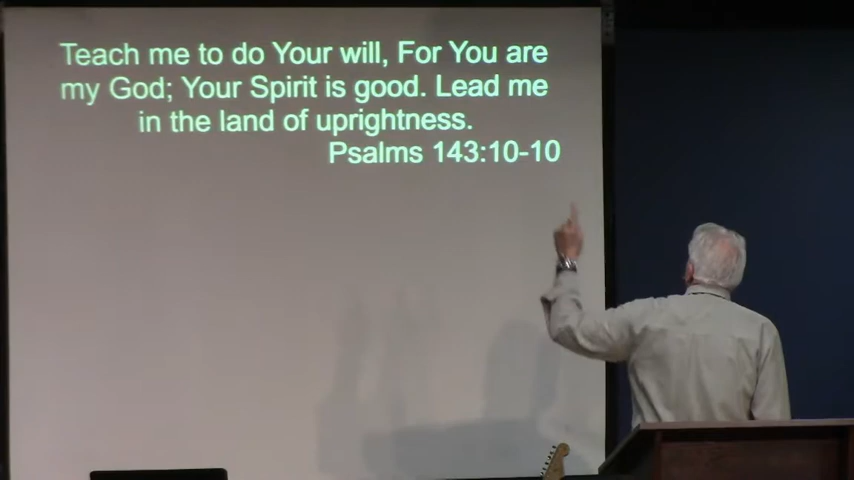 Teach me to do Your will, For You are
my God; Your Spirit is good. Lead me
in the land of uprightness.
Psalms 143:10-10